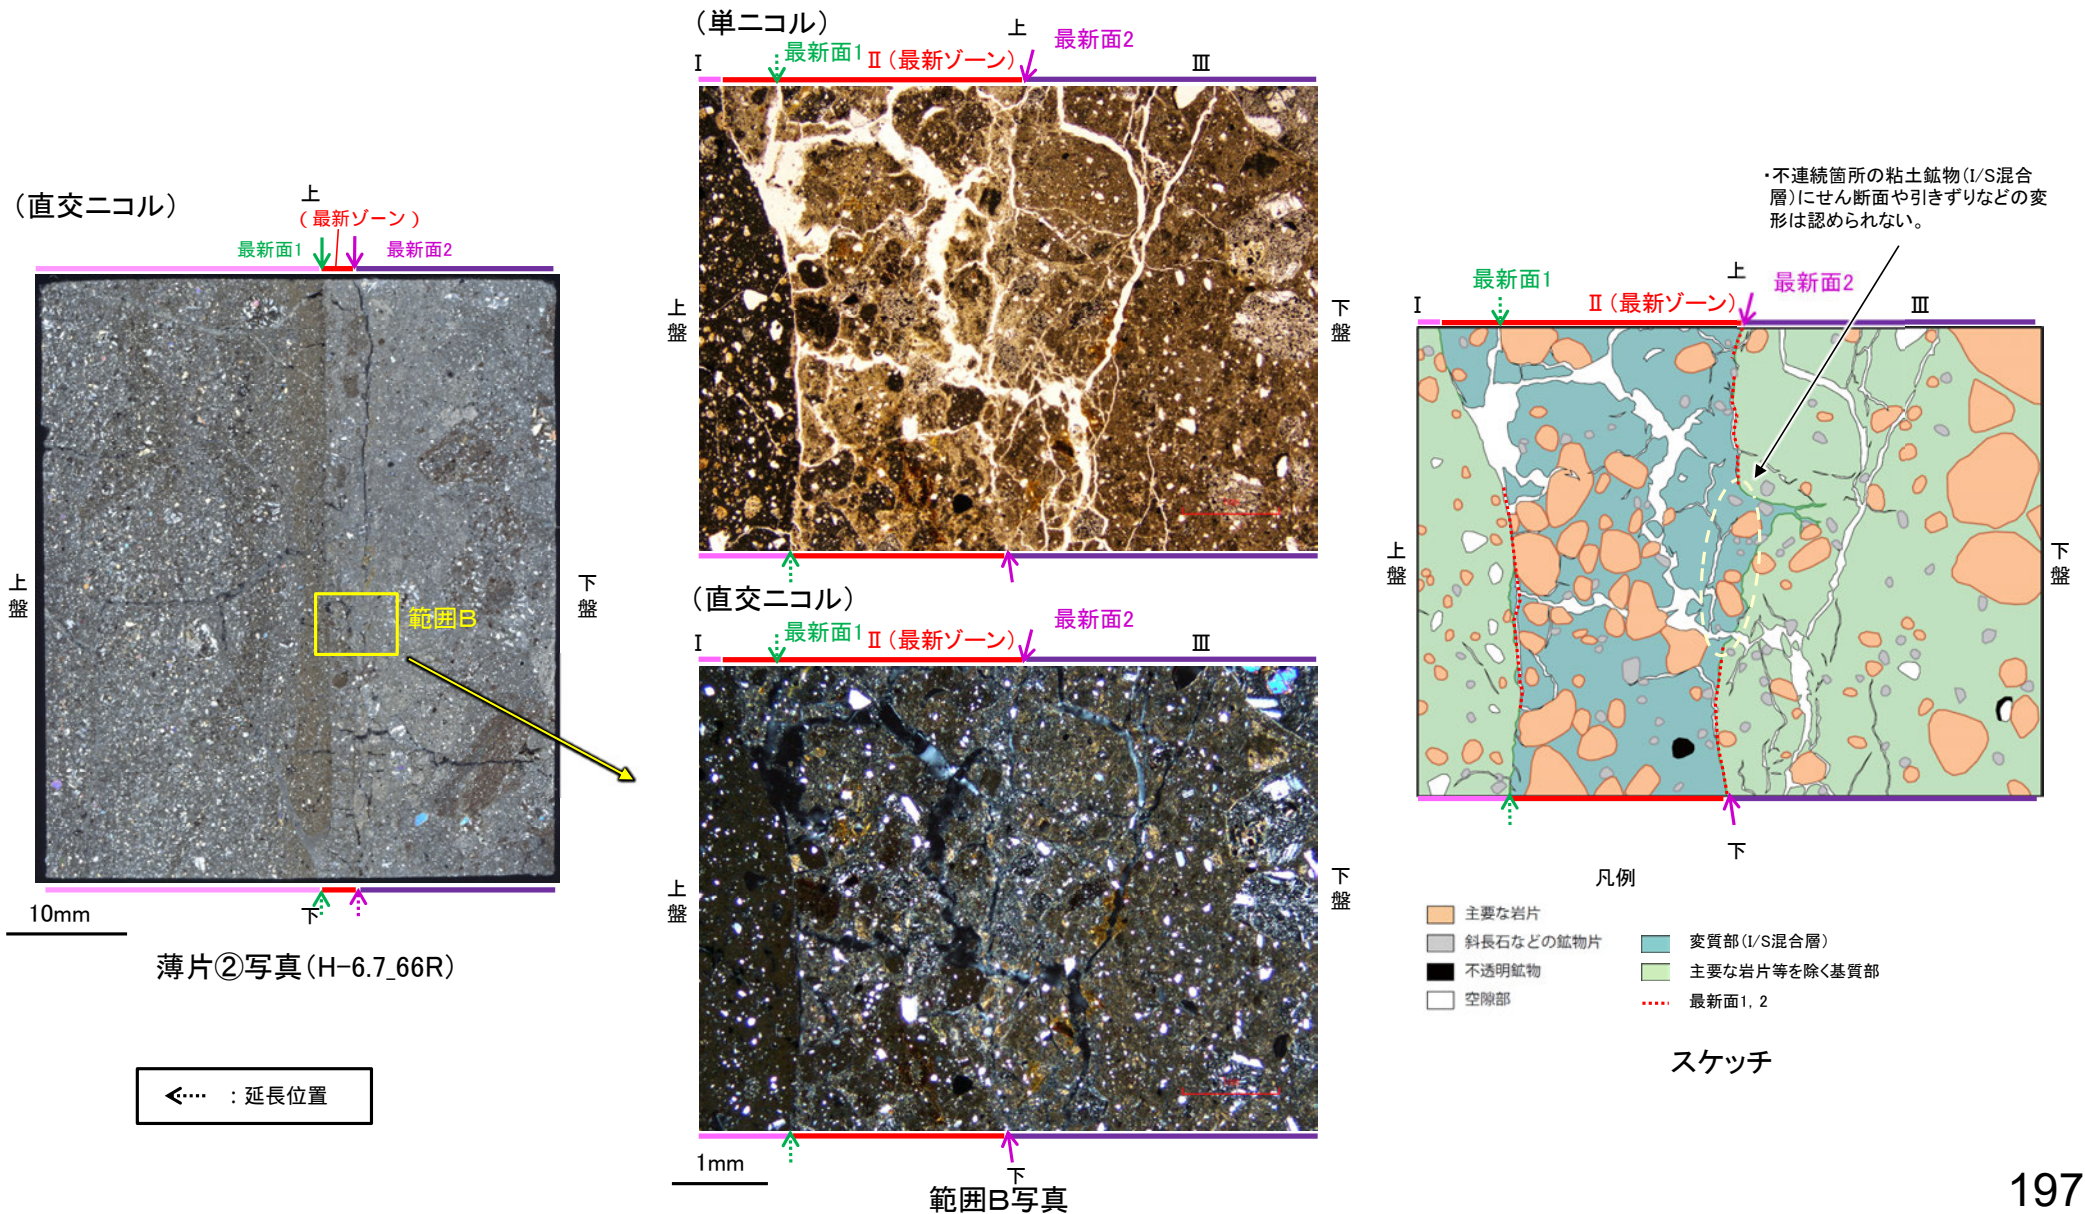 (直交ニコル)
上
(最新ゾーン)
最新面1
最新面2
上盤
下盤
範囲B
下
10mm
薄片②写真(H-6.7_66R)
:延長位置
(単ニコル)
上
最新面1
Ⅱ(最新ゾーン)
最新面2
Ⅰ
Ⅲ
上盤
下盤
(直交ニコル)
最新面1
Ⅱ(最新ゾーン)
最新面2
Ⅰ
Ⅲ
上盤
下盤
1mm
下
範囲B写真
・不連続箇所の粘土鉱物(I/S混合
層)にせん断面や引きずりなどの変
形は認められない。
上
最新面1
Ⅱ(最新ゾーン)
最新面2
Ⅰ
Ⅲ
上盤
下盤
下
凡例
主要な岩片
斜長石などの鉱物片
不透明鉱物
空隙部
変質部(I/S混合層)
主要な岩片等を除く基質部
最新面1, 2
スケッチ
197